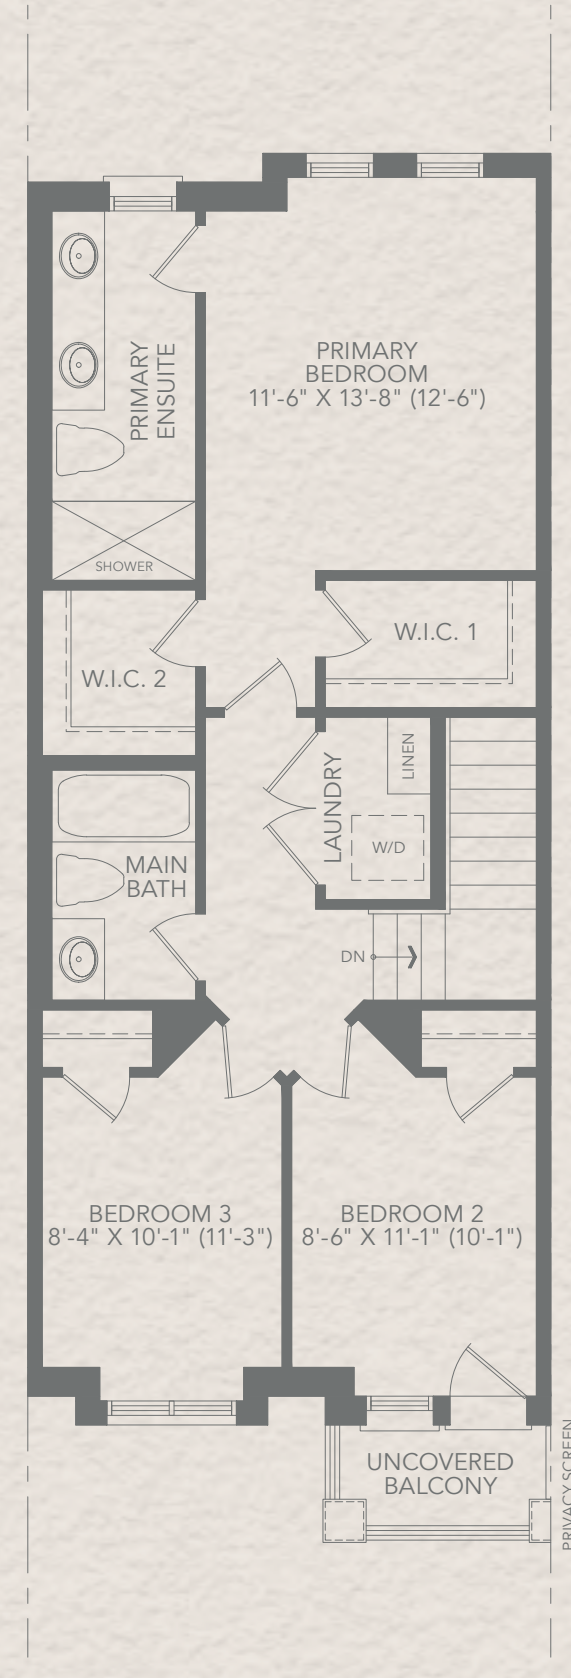 PRIMARY
ENSUITE
PRIMARY
BEDROOM
11'-6" X 13'-8" (12'-6")
SHOWER
W.I.C. 1
W.I.C. 2
LINEN
LAUNDRY
W/D
MAIN
BATH
DN
BEDROOM 3
8'-4" X 10'-1" (11'-3")
BEDROOM 2
8'-6" X 11'-1" (10'-1")
UNCOVERED
BALCONY
PRIVACY SCREEN